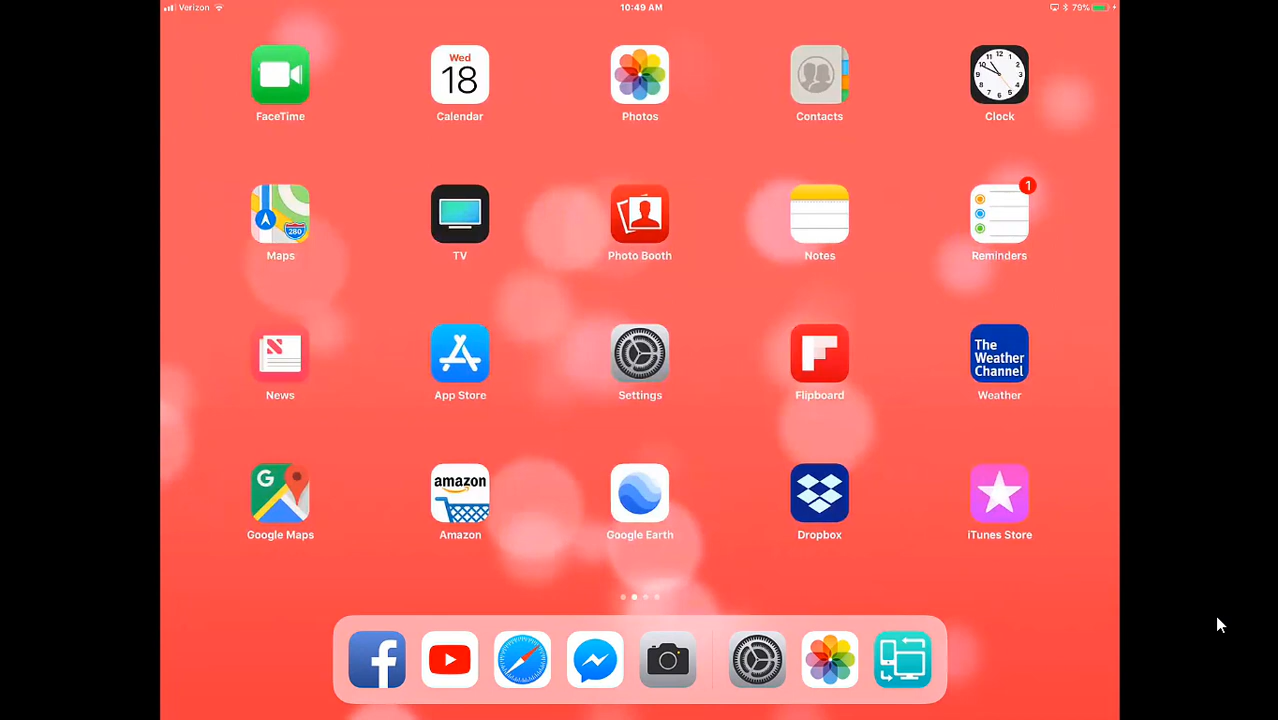 Verizon
10:49 AM
79%
Wed
18
FaceTime
Calendar
Photos
Contacts
Clock
280
1
Maps
TV
Photo Booth
Notes
Reminders
The
Weather
Channel
News
App Store
Settings
Flipboard
Weather
G
amazon
Google Maps
Amazon
Google Earth
Dropbox
iTunes Store
f